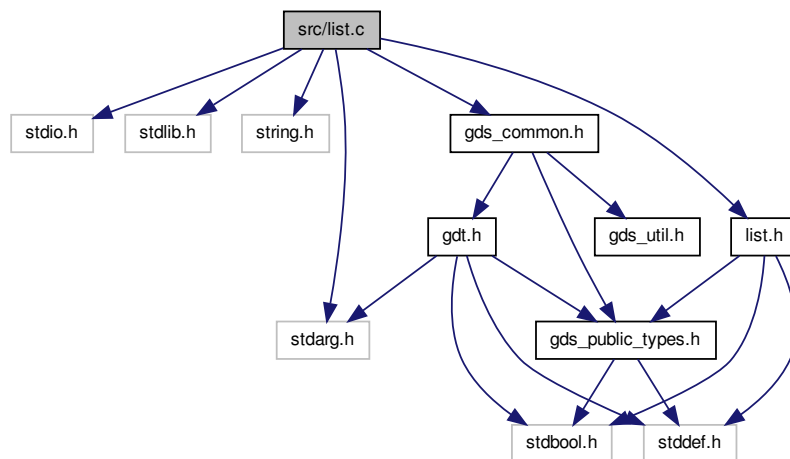 src/list.c
stdio.h
stdlib.h
string.h
gds_common.h
gdt.h
gds_util.h
list.h
stdarg.h
gds_public_types.h
stdbool.h
stddef.h